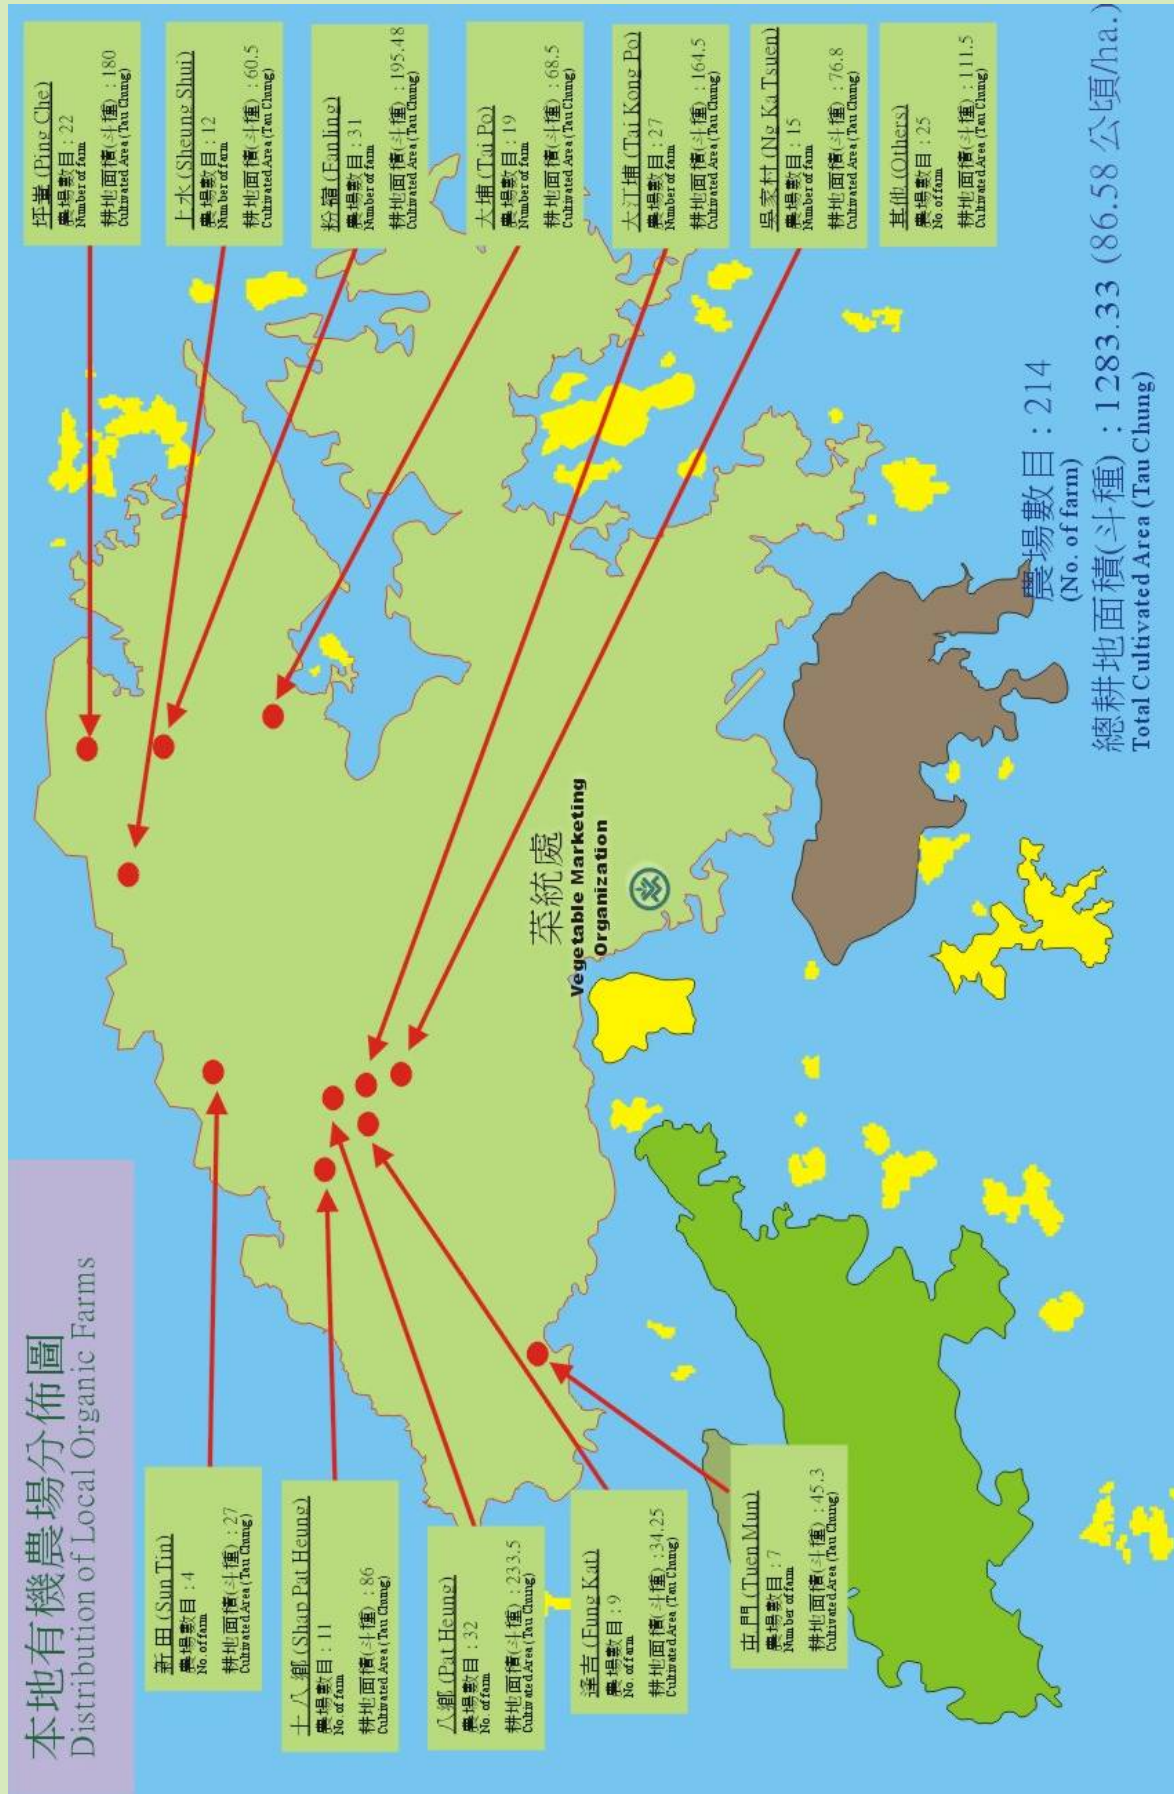 本地有機農場分佈圖
Distribution of Local Organic Farms
新田 (Sun Tin)
農場數目 : 4
No. of farm
耕地面積(斗種) : 27
Cultivated Area (Tau Chung)
十八鄉 (Shap Pat Heung)
農場數目 : 11
No of farm
耕地面積(斗種) : 86
Cultivated Area (Tau Chung)
八鄉 (Pat Heung)
農場數目 : 32
No. of farm
耕地面積(斗種) : 233.5
Cultivated Area (Tau Chung)
逢吉 (Fung Kat)
農場數目 : 9
No. of farm
耕地面積(斗種) : 34.25
Cultivated Area (Tau Chung)
屯門 (Tuen Mun)
農場數目 : 7
Number of farm
耕地面積(斗種) : 45.3
Cultivated Area (Tau Chung)
菜統處
Vegetable Marketing
Organization
坪輋 (Ping Che)
農場數目 : 22
Number of farm
耕地面積(斗種) : 180
Cultivated Area (Tau Chung)
上水 (Sheung Shui)
農場數目 : 12
Number of farm
耕地面積(斗種) : 60.5
Cultivated Area (Tau Chung)
粉嶺 (Fanling)
農場數目 : 31
Number of farm
耕地面積(斗種) : 195.48
Cultivated Area (Tau Chung)
大埔 (Tai Po)
農場數目 : 19
Number of farm
耕地面積(斗種) : 68.5
Cultivated Area (Tau Chung)
大江埔 (Tai Kong Po)
農場數目 : 27
Number of farm
耕地面積(斗種) : 164.5
Cultivated Area (Tau Chung)
吳家村 (Ng Ka Tsuen)
農場數目 : 15
Number of farm
耕地面積(斗種) : 76.8
Cultivated Area (Tau Chung)
其他 (Others)
農場數目 : 25
No. of farm
耕地面積(斗種) : 111.5
Cultivated Area (Tau Chung)
農場數目 : 214
(No. of farm)
總耕地面積(斗種) : 1283.33 (86.58 公頃/ha.)
Total Cultivated Area (Tau Chung)